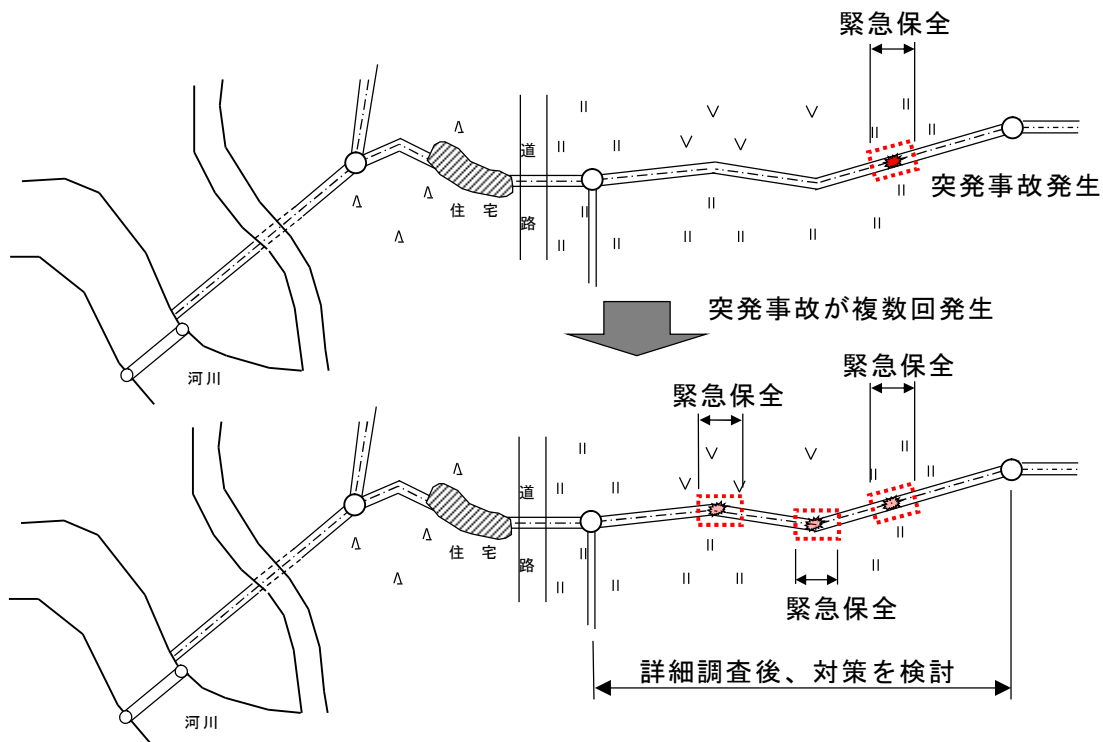 緊急保全
道
路
突発事故発生
住宅
河川
突発事故が複数回発生
緊急保全
緊急保全
道
路
住宅
緊急保全
詳細調査後、対策を検討
河川